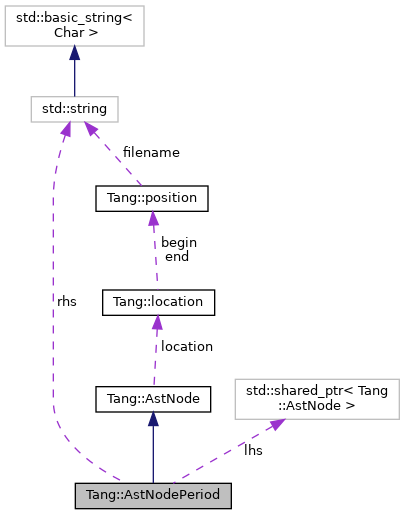 std::basic_string<
Char >
std::string
filename
Tang::position
begin
end
rhs
Tang::location
location
std::shared_ptr< Tang
::AstNode >
Tang::AstNode
lhs
Tang::AstNodePeriod